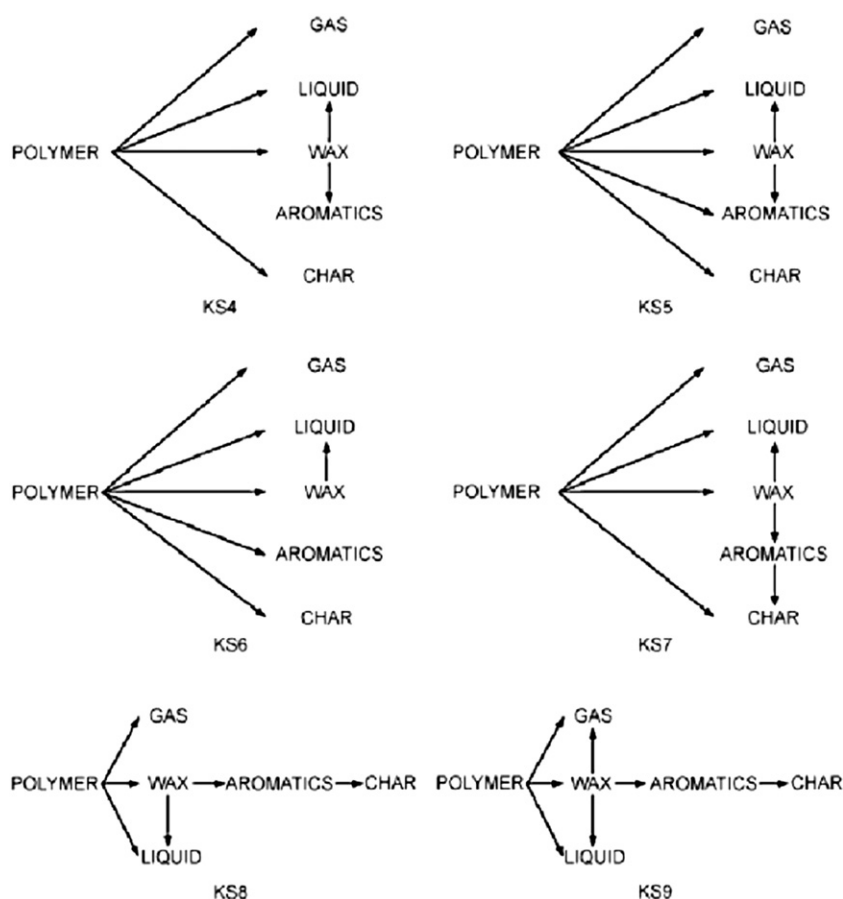 GAS
LIQUID
POLYMER WAX
AROMATICS
CHAR
KS4
GAS
LIQUID
POLYMER WAX
AROMATICS
CHAR
KS5
GAS
LIQUID
POLYMER WAX
AROMATICS
CHAR
KS6
GAS
LIQUID
POLYMER WAX
AROMATICS
CHAR
KS7
GAS
POLYMER WAX AROMATICS CHAR
LIQUID
KS8
GAS
POLYMER WAX AROMATICS CHAR
LIQUID
KS9